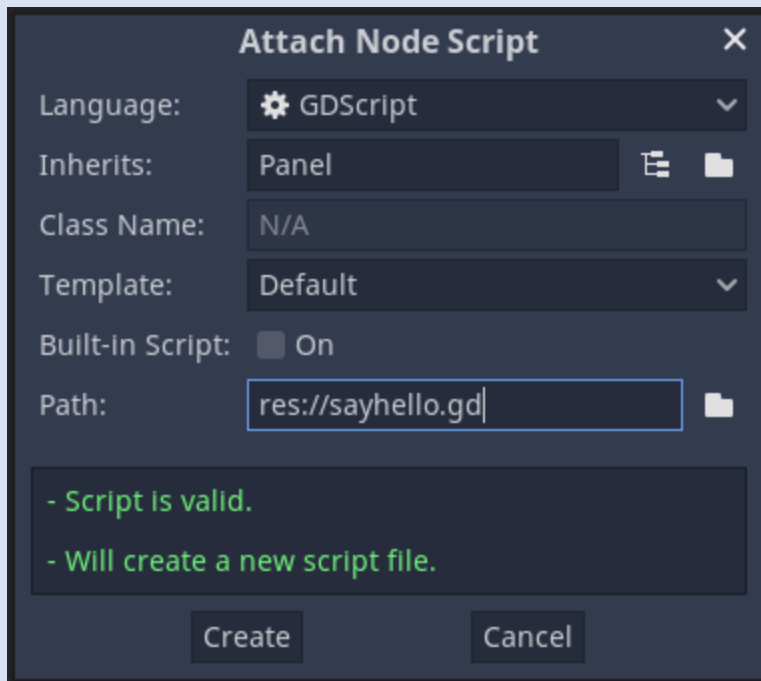 Attach Node Script
Language: GDScript
Inherits: Panel
Class Name: N/A
Template: Default
Built-in Script: On
Path: res://sayhello.gd
- Script is valid.
- Will create a new script file.
Create Cancel